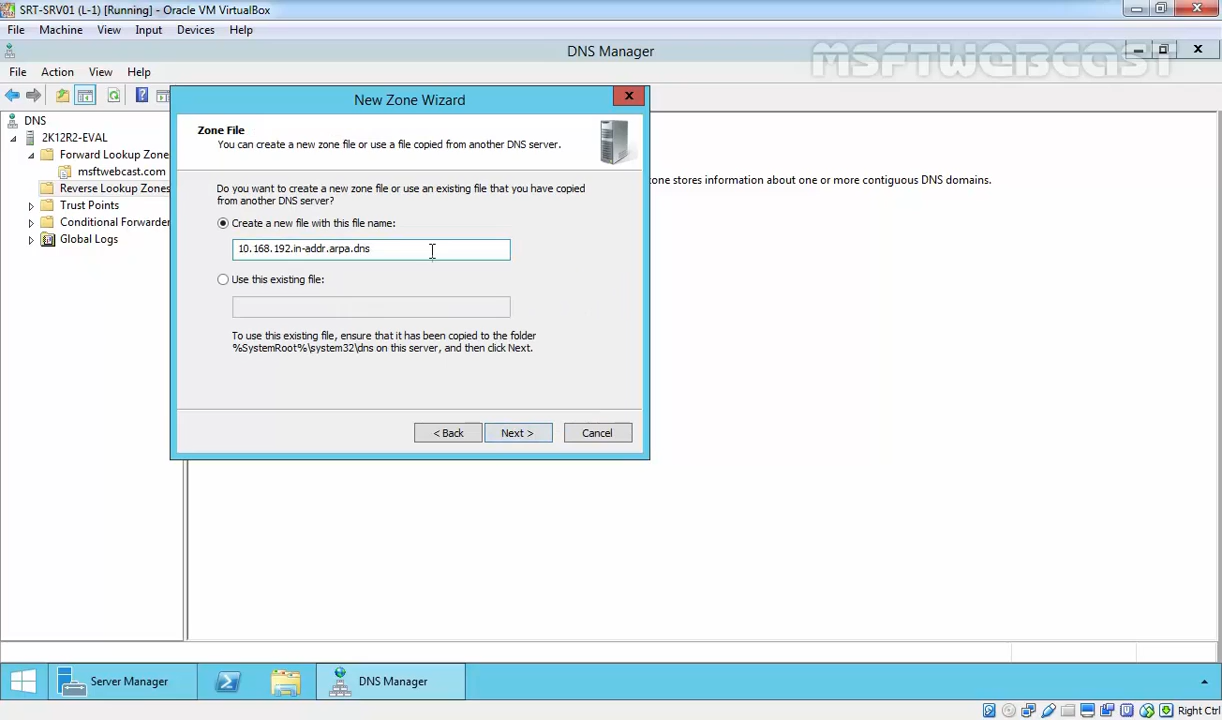 SRT-SRV01 (L-1) [Running] - Oracle VM VirtualBox
File Machine View Input Devices Help
DNS Manager
MSFTWEBCAST
File Action View Help
New Zone Wizard
DNS
2K12R2-EVAL
Forward Lookup Zone
msftwebcast.com
Reverse Lookup Zones
Trust Points
Conditional Forwarder
Global Logs
Zone File
You can create a new zone file or use a file copied from another DNS server.
one stores information about one or more contiguous DNS domains.
Do you want to create a new zone file or use an existing file that you have copied
from another DNS server?
Create a new file with this file name:
10.168.192.in-addr.arpa.dns
Use this existing file:
To use this existing file, ensure that it has been copied to the folder
%SystemRoot%\system32\dns on this server, and then click Next.
< Back Next > Cancel
Server Manager
DNS Manager
Right Ctrl